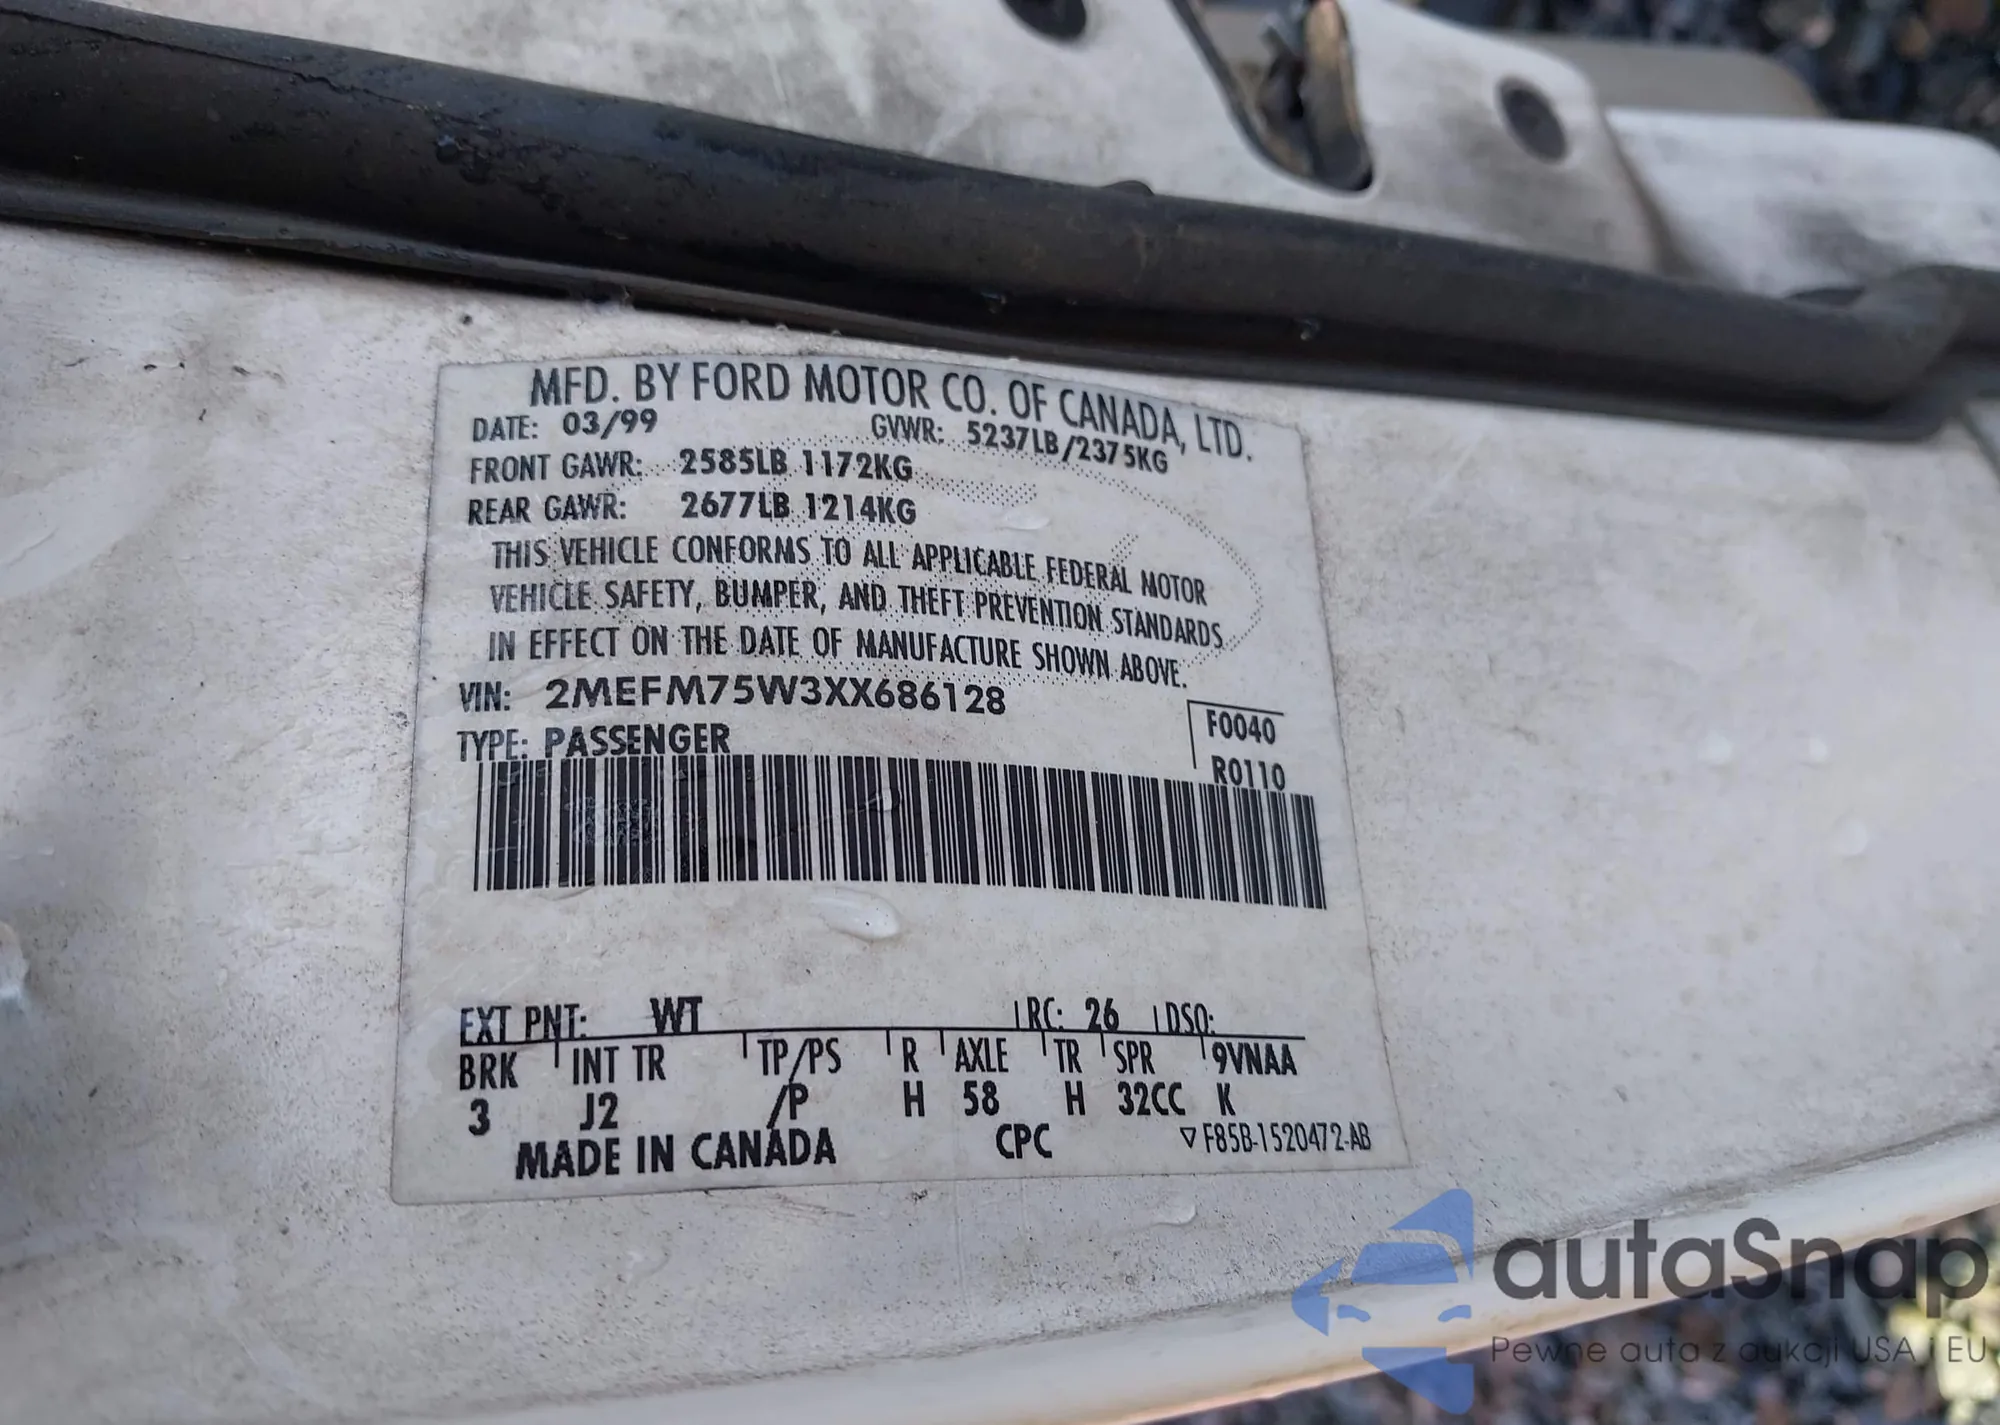 MFD. BY FORD MOTOR CO. OF CANADA, LTD.
DATE: 03/99 GVWR: 5237LB/2375KG
FRONT GAWR: 2585LB 1172KG
REAR GAWR: 2677LB 1214KG
THIS VEHICLE CONFORMS TO ALL APPLICABLE FEDERAL MOTOR
VEHICLE SAFETY, BUMPER, AND THEFT PREVENTION STANDARDS
IN EFFECT ON THE DATE OF MANUFACTURE SHOWN ABOVE.
VIN: 2MEFM75W3XX686128
F0040
TYPE: PASSENGER
R0110
EXT PNT: WT RC: 26 DSO:
BRK INT TR TP/PS R AXLE TR SPR 9VNAA
3 J2 /P H 58 H 32CC K
MADE IN CANADA CPC ▽F85B-1520472-AB
autaSnap
Pewne auta z aukcji USA i EU